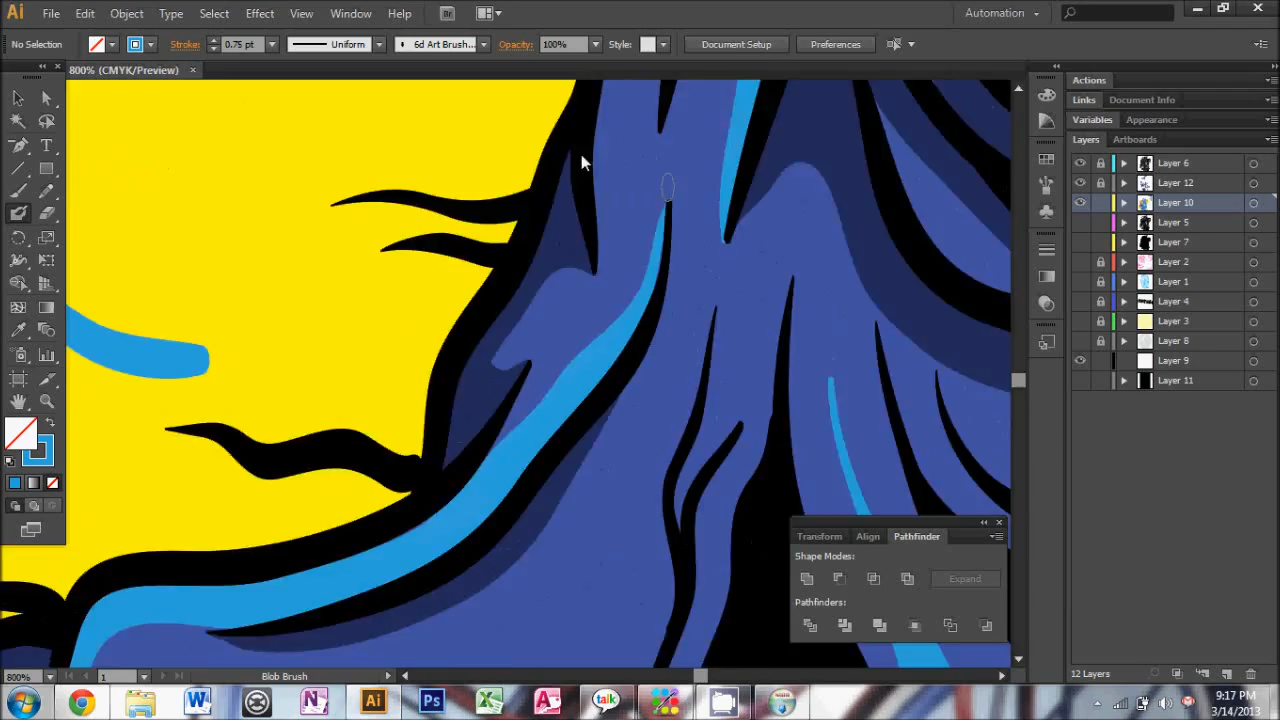 Ai File Edit Object Type Select Effect View Window Help Br Automation
No Selection Stroke: 0.75 pt Uniform 6d Art Brush... Opacity: 100% Style: Document Setup Preferences
800% (CMYK/Preview) ×
Actions
Links Document Info
Variables Appearance
Layers Artboards
Layer 6
Layer 12
Layer 10
Layer 5
Layer 7
Layer 2
Layer 1
Layer 4
Layer 3
Layer 8
Layer 9
Layer 11
Transform Align Pathfinder
Shape Modes:
Expand
Pathfinders:
800% 1 Blob Brush 12 Layers
W N Ai Ps X A talk
9:17 PM
3/14/2013